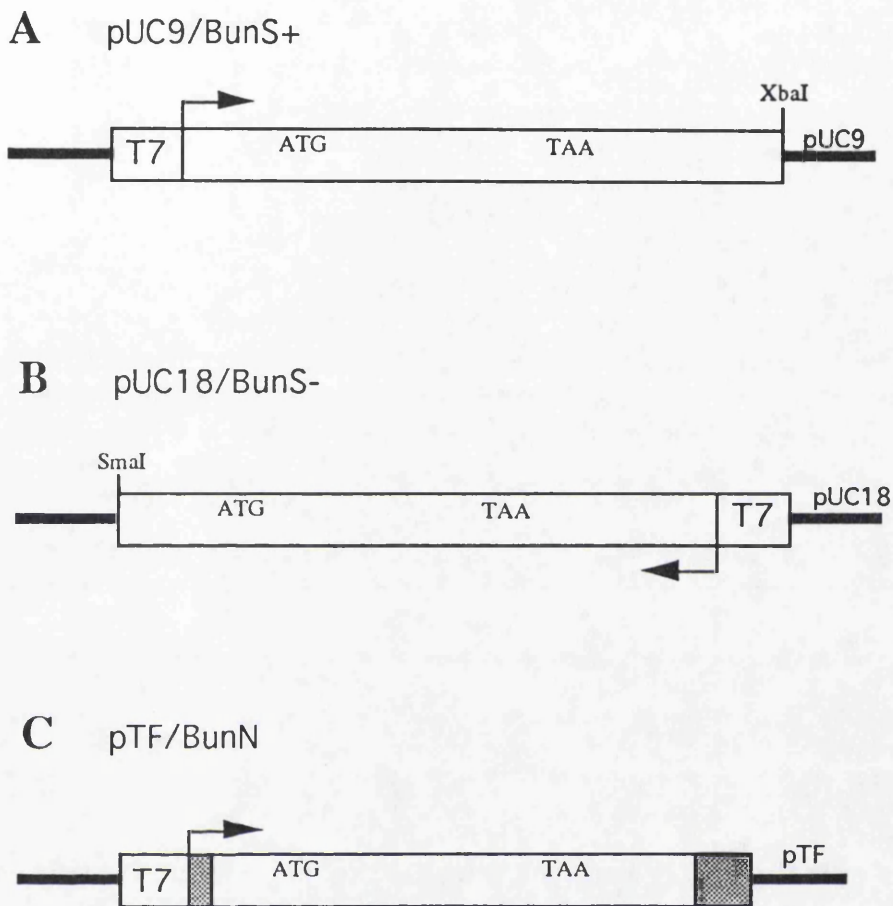 A pUC9/BunS+
XbaI
T7 ATG TAA pUC9
B pUC18/BunS-
SmaI
ATG TAA T7 pUC18
C pTF/BunN
T7 ATG TAA pTF